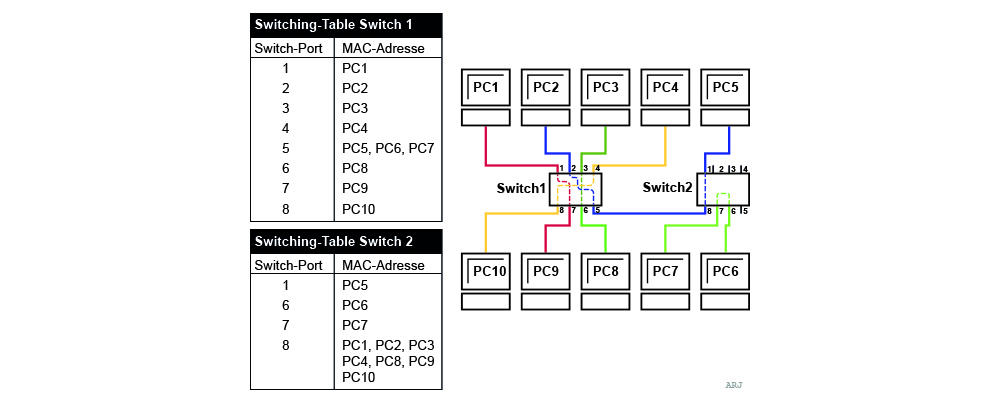 Switching-Table Switch 1
Switch-Port MAC-Adresse
1 PC1
2 PC2
3 PC3
4 PC4
5 PC5, PC6, PC7
6 PC8
7 PC9
8 PC10
Switching-Table Switch 2
Switch-Port MAC-Adresse
1 PC5
6 PC6
7 PC7
8 PC1, PC2, PC3
PC4, PC8, PC9
PC10
PC1 PC2 PC3 PC4 PC5
1 2 3 4 1 2 3 4
Switch1 Switch2
8 7 6 5 8 7 6 5
PC10 PC9 PC8 PC7 PC6
ARJ